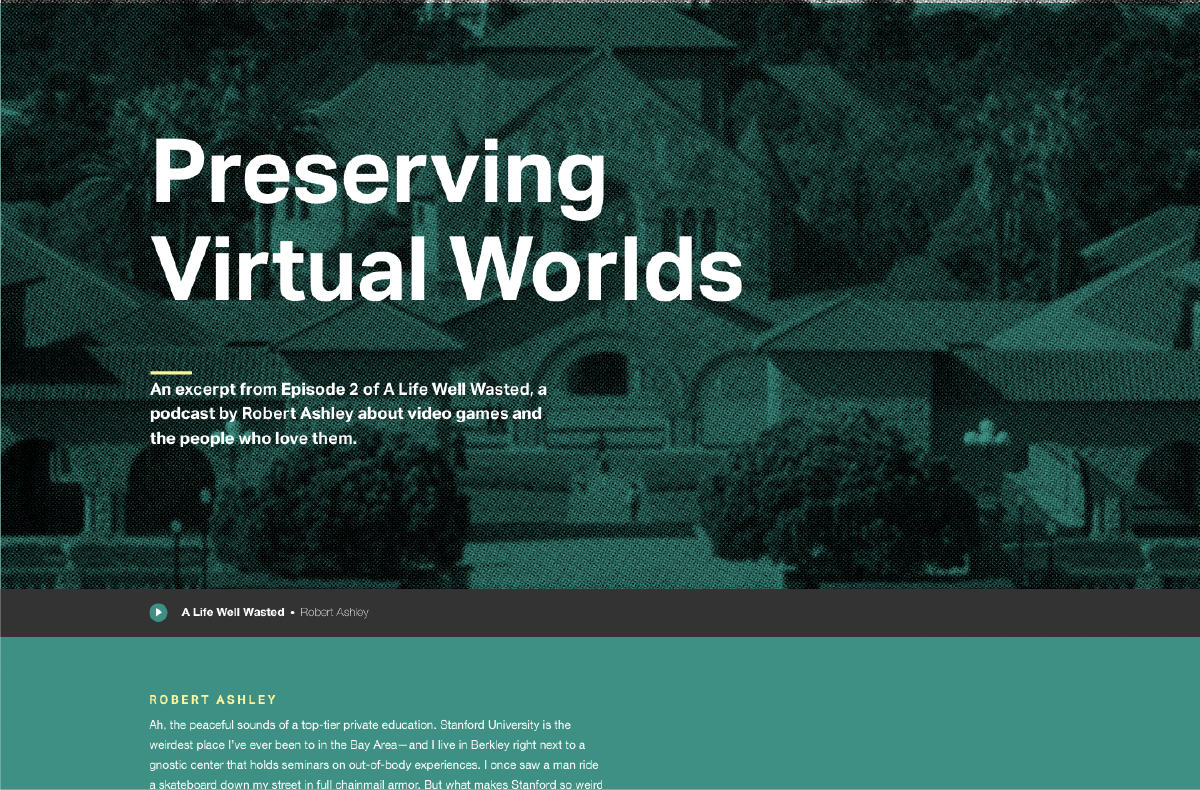 Preserving
Virtual Worlds
An excerpt from Episode 2 of A Life Well Wasted, a
podcast by Robert Ashley about video games and
the people who love them.
A Life Well Wasted • Robert Ashley
ROBERT ASHLEY
Ah, the peaceful sounds of a top-tier private education. Stanford University is the
weirdest place I've ever been to in the Bay Area—and I live in Berkley right next to a
gnostic center that holds seminars on out-of-body experiences. I once saw a man ride
a skateboard down my street in full chainmail armor. But what makes Stanford so weird